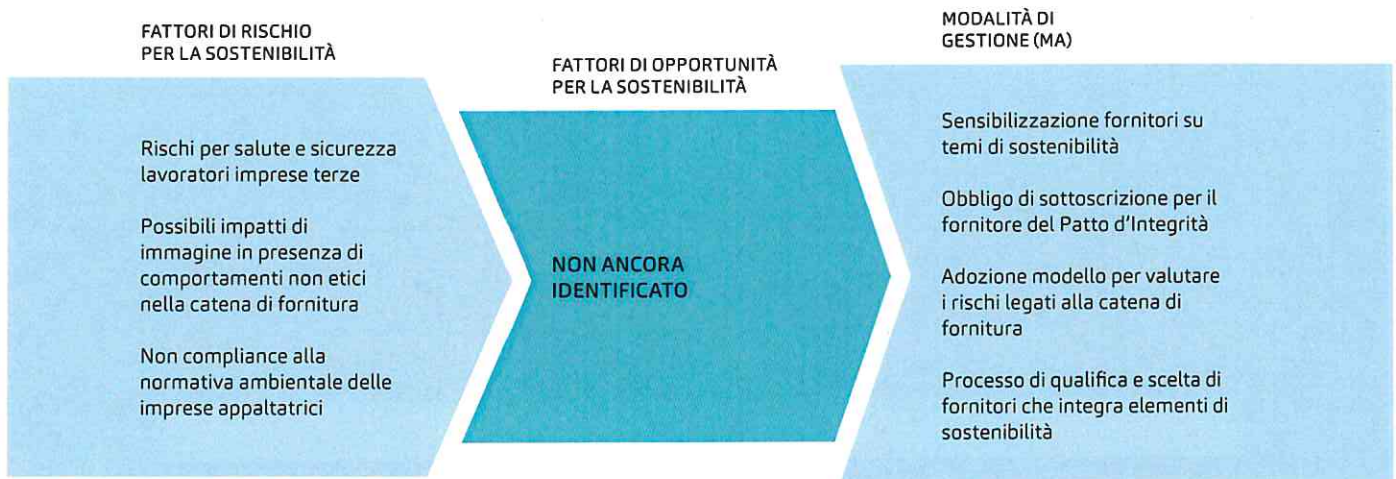 FATTORI DI RISCHIO
PER LA SOSTENIBILITÀ
Rischi per salute e sicurezza
lavoratori imprese terze
Possibili impatti di
immagine in presenza di
comportamenti non etici
nella catena di fornitura
Non compliance alla
normativa ambientale delle
imprese appaltatrici
FATTORI DI OPPORTUNITÀ
PER LA SOSTENIBILITÀ
NON ANCORA
IDENTIFICATO
MODALITÀ DI
GESTIONE (MA)
Sensibilizzazione fornitori su
temi di sostenibilità
Obbligo di sottoscrizione per il
fornitore del Patto d'Integrità
Adozione modello per valutare
i rischi legati alla catena di
fornitura
Processo di qualifica e scelta di
fornitori che integra elementi di
sostenibilità